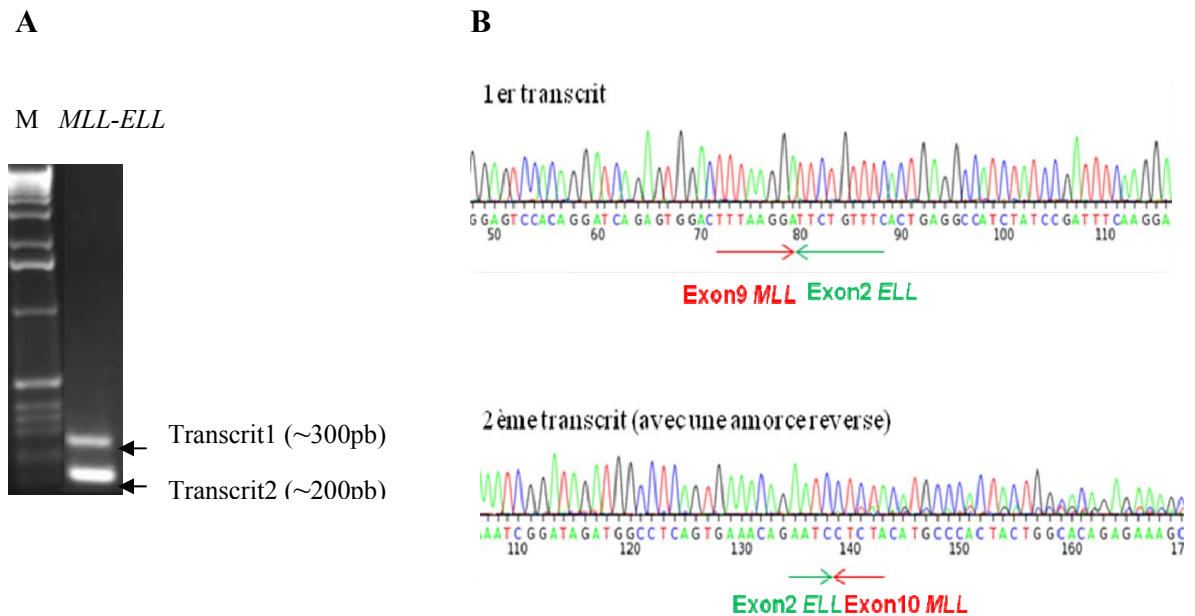 A
B
M MLL-ELL
Transcrit1 (~300pb)
Transcrit2 (~200pb)
1er transcrit
GGAGTCCACAGGATCAGAGTGGACTTTAAGGATTCTGTTTCACTGAGGCCATCTATCCGATTTCAAGGA
50 60 70 80 90 100 110
Exon9 MLL Exon2 ELL
2ème transcrit (avec une amorce reverse)
AATCGGATAGATGGCCTCAGTGAAACAGAATCCTCTACATGCCCACTACTGGCACAGAGAAAGC
110 120 130 140 150 160 17
Exon2 ELL Exon10 MLL